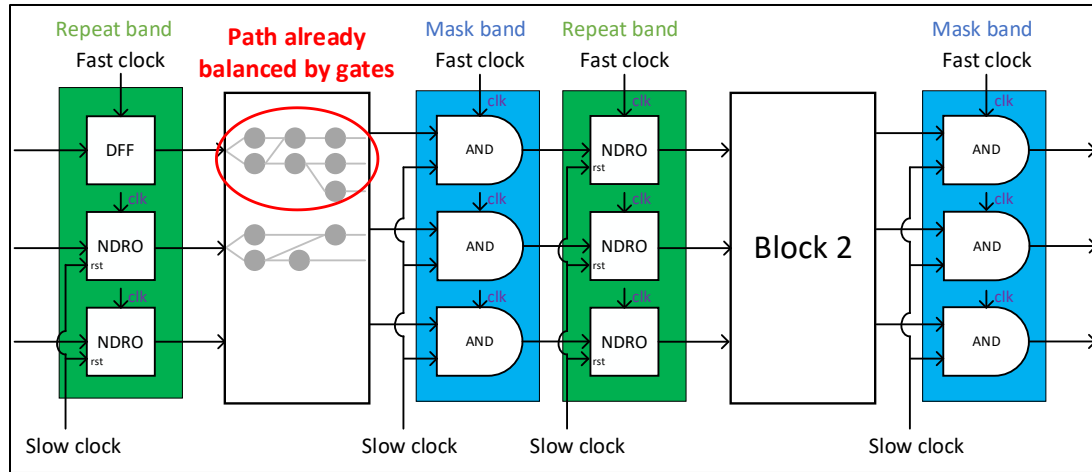 Repeat band
Path already
balanced by gates
Mask band
Repeat band
Mask band
Fast clock
Fast clock
Fast clock
Fast clock
clk
clk
clk
DFF
AND
NDRO
rst
AND
clk
clk
clk
clk
NDRO
rst
AND
NDRO
rst
Block 2
AND
clk
clk
clk
clk
NDRO
rst
AND
NDRO
rst
AND
Slow clock
Slow clock
Slow clock
Slow clock